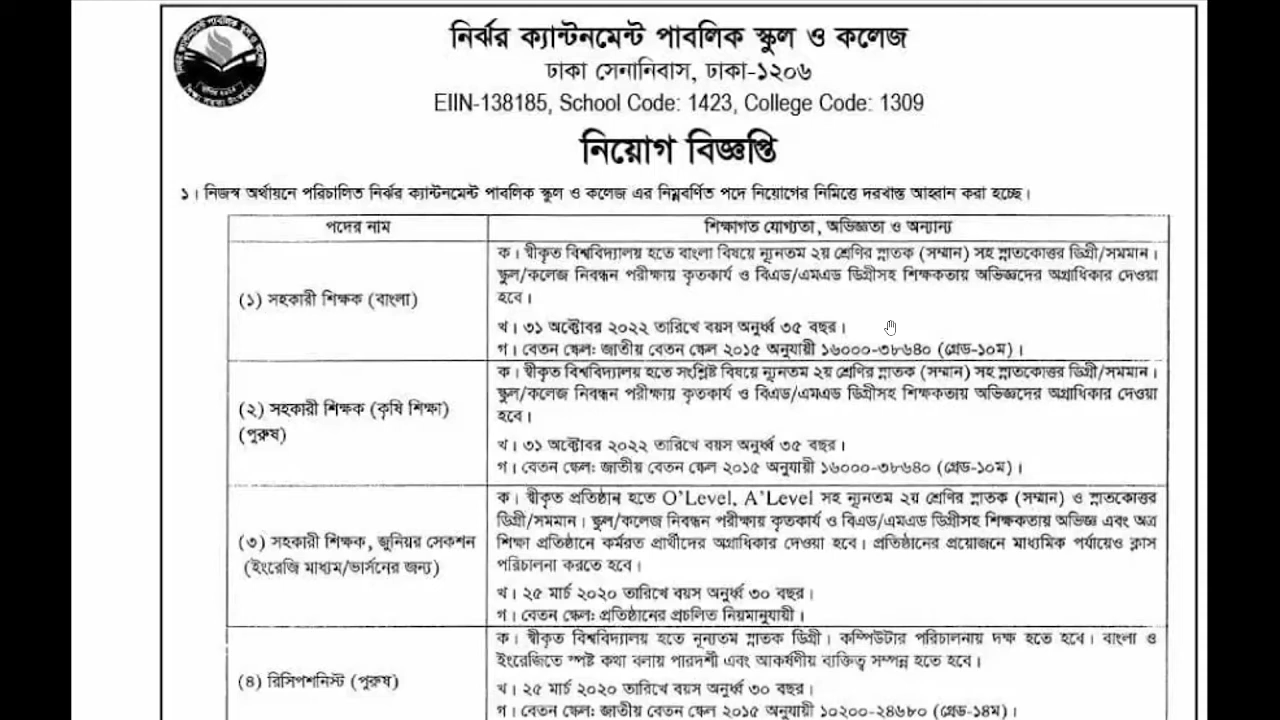 নির্ঝর ক্যান্টনমেন্ট পাবলিক স্কুল ও কলেজ
ঢাকা সেনানিবাস, ঢাকা-১২০৬
EIIN-138185, School Code: 1423, College Code: 1309
নিয়োগ বিজ্ঞপ্তি
১। নিজস্ব অর্থায়নে পরিচালিত নির্ঝর ক্যান্টনমেন্ট পাবলিক স্কুল ও কলেজ এর নিম্নবর্ণিত পদে নিয়োগের নিমিত্তে দরখাস্ত আহ্বান করা হচ্ছে।
পদের নাম
শিক্ষাগত যোগ্যতা, অভিজ্ঞতা ও অন্যান্য
(১) সহকারী শিক্ষক (বাংলা)
ক। স্বীকৃত বিশ্ববিদ্যালয় হতে বাংলা বিষয়ে ন্যূনতম ২য় শ্রেণির স্নাতক (সম্মান) সহ স্নাতকোত্তর ডিগ্রী/সমমান।
স্কুল/কলেজ নিবন্ধন পরীক্ষায় কৃতকার্য ও বিএড/এমএড ডিগ্রীসহ শিক্ষকতায় অভিজ্ঞদের অগ্রাধিকার দেওয়া
হবে।
খ। ৩১ অক্টোবর ২০২২ তারিখে বয়স অনুর্ধ্ব ৩৫ বছর।
গ। বেতন স্কেল: জাতীয় বেতন স্কেল ২০১৫ অনুযায়ী ১৬০০০-৩৮৬৪০ (গ্রেড-১০ম)।
(২) সহকারী শিক্ষক (কৃষি শিক্ষা)
(পুরুষ)
ক। স্বীকৃত বিশ্ববিদ্যালয় হতে সংশ্লিষ্ট বিষয়ে ন্যূনতম ২য় শ্রেণির স্নাতক (সম্মান) সহ স্নাতকোত্তর ডিগ্রী/সমমান।
স্কুল/কলেজ নিবন্ধন পরীক্ষায় কৃতকার্য ও বিএড/এমএড ডিগ্রীসহ শিক্ষকতায় অভিজ্ঞদের অগ্রাধিকার দেওয়া
হবে।
খ। ৩১ অক্টোবর ২০২২ তারিখে বয়স অনুর্ধ্ব ৩৫ বছর।
গ। বেতন স্কেল: জাতীয় বেতন স্কেল ২০১৫ অনুযায়ী ১৬০০০-৩৮৬৪০ (গ্রেড-১০ম)।
(৩) সহকারী শিক্ষক, জুনিয়র সেকশন
(ইংরেজি মাধ্যম/ভার্সনের জন্য)
ক। স্বীকৃত প্রতিষ্ঠান হতে O'Level, A'Level সহ ন্যূনতম ২য় শ্রেণির স্নাতক (সম্মান) ও স্নাতকোত্তর
ডিগ্রী/সমমান। স্কুল/কলেজ নিবন্ধন পরীক্ষায় কৃতকার্য ও বিএড/এমএড ডিগ্রীসহ শিক্ষকতায় অভিজ্ঞ এবং অত্র
শিক্ষা প্রতিষ্ঠানে কর্মরত প্রার্থীদের অগ্রাধিকার দেওয়া হবে। প্রতিষ্ঠানের প্রয়োজনে মাধ্যমিক পর্যায়েও ক্লাস
পরিচালনা করতে হবে।
খ। ২৫ মার্চ ২০২০ তারিখে বয়স অনুর্ধ্ব ৩০ বছর।
গ। বেতন স্কেল: প্রতিষ্ঠানের প্রচলিত নিয়মানুযায়ী।
(৪) রিসিপশনিস্ট (পুরুষ)
ক। স্বীকৃত বিশ্ববিদ্যালয় হতে নূন্যতম স্নাতক ডিগ্রী। কম্পিউটার পরিচালনায় দক্ষ হতে হবে। বাংলা ও
ইংরেজিতে স্পষ্ট কথা বলায় পারদর্শী এবং আকর্ষণীয় ব্যক্তিত্ব সম্পন্ন হতে হবে।
খ। ২৫ মার্চ ২০২০ তারিখে বয়স অনুর্ধ্ব ৩০ বছর।
গ। বেতন স্কেল: জাতীয় বেতন স্কেল ২০১৫ অনুযায়ী ১০২০০-২৪৬৮০ (গ্রেড-১৪ম)।